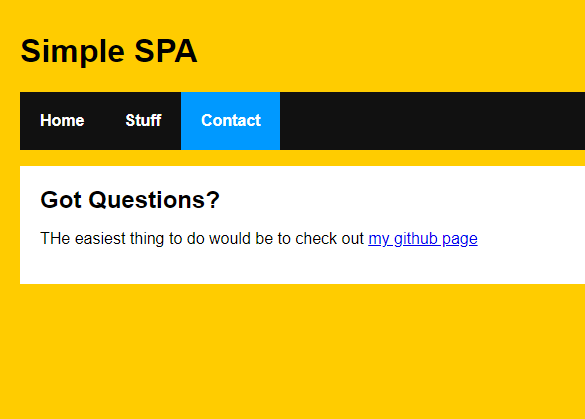 Simple SPA
Home Stuff Contact
Got Questions?
THe easiest thing to do would be to check out my github page